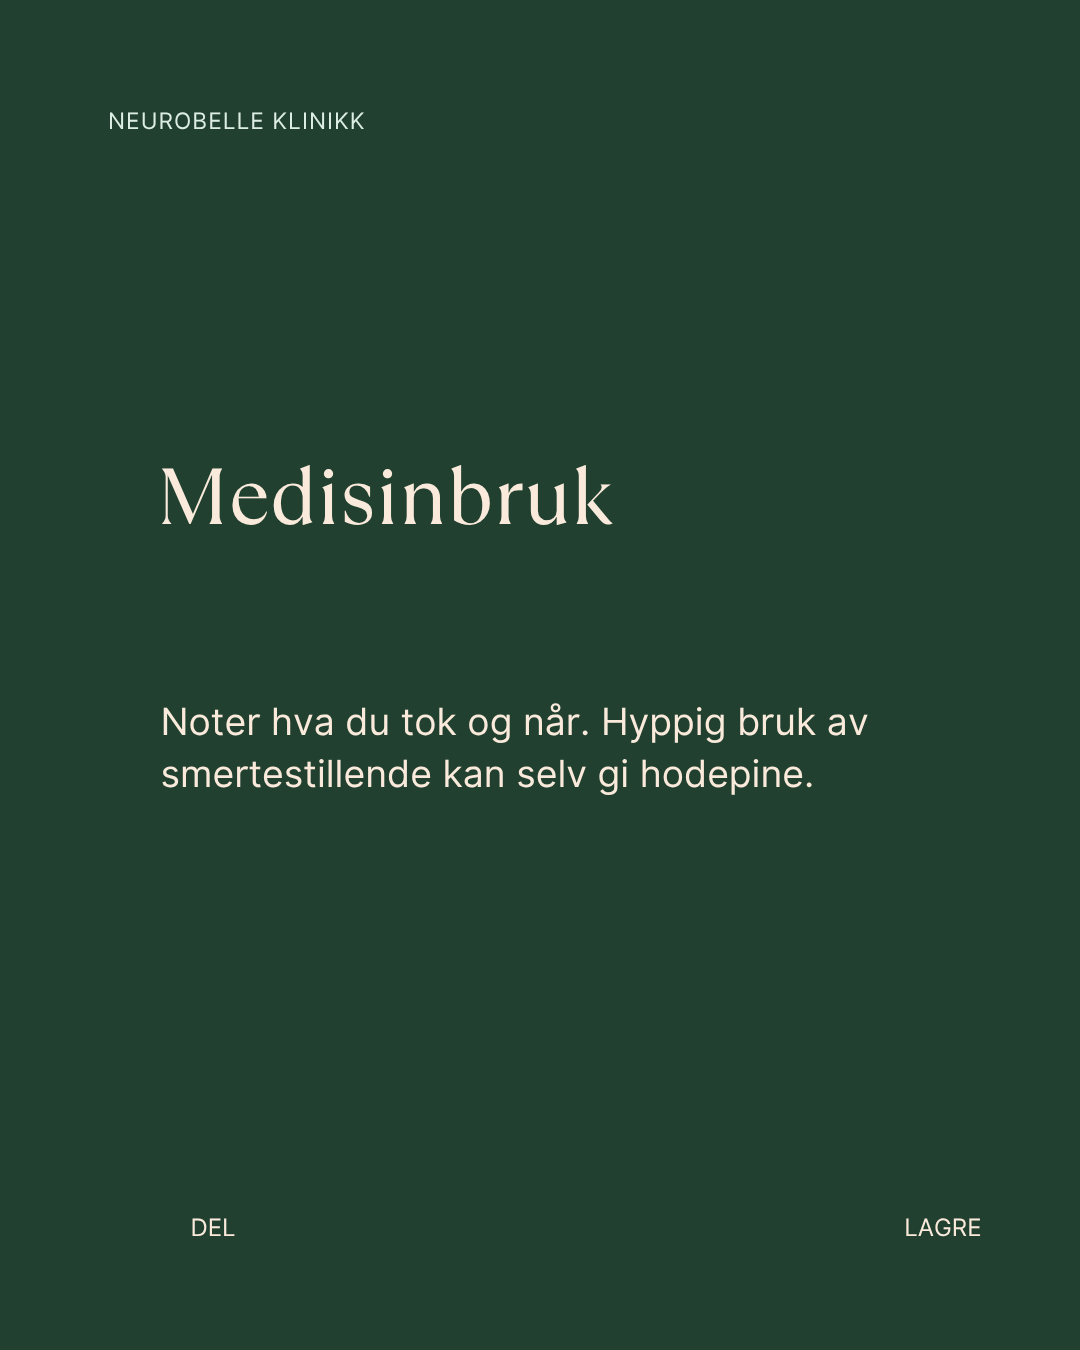 NEUROBELLE KLINIKK
Medisinbruk
Noter hva du tok og når. Hyppig bruk av
smertestillende kan selv gi hodepine.
DEL
LAGRE